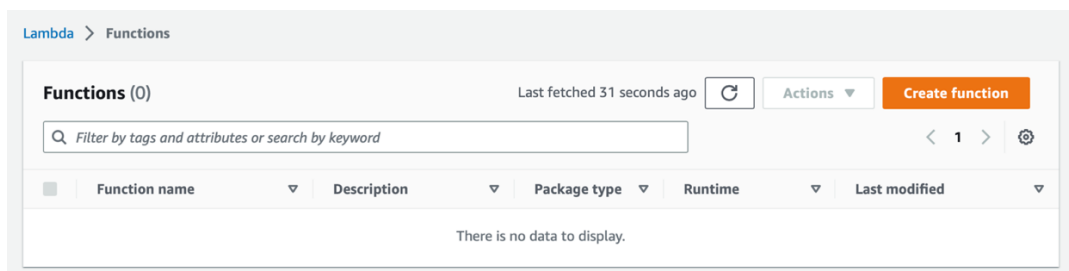 Lambda > Functions
Functions (0) Last fetched 31 seconds ago Actions Create function
Filter by tags and attributes or search by keyword < 1 >
Function name Description Package type Runtime Last modified
There is no data to display.